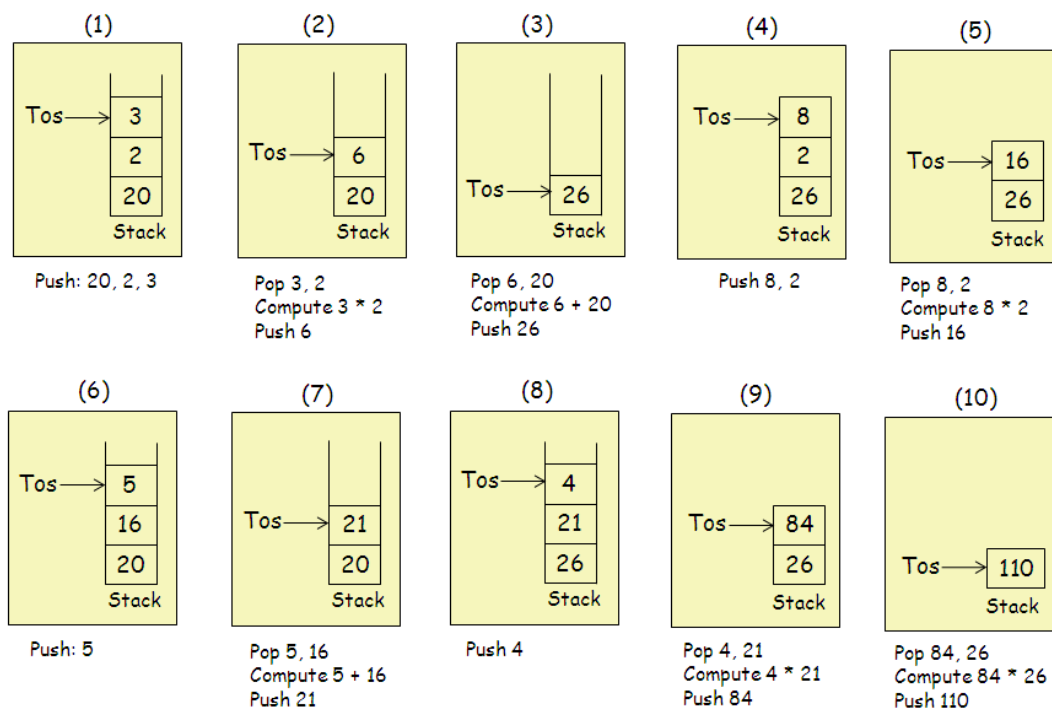 (1)
Tos
3
2
20
Stack
Push: 20, 2, 3
(2)
Tos
6
20
Stack
Pop 3, 2
Compute 3 * 2
Push 6
(3)
Tos
26
Stack
Pop 6, 20
Compute 6 + 20
Push 26
(4)
Tos
8
2
26
Stack
Push 8, 2
(5)
Tos
16
26
Stack
Pop 8, 2
Compute 8 * 2
Push 16
(6)
Tos
5
16
20
Stack
Push: 5
(7)
Tos
21
20
Stack
Pop 5, 16
Compute 5 + 16
Push 21
(8)
Tos
4
21
26
Stack
Push 4
(9)
Tos
84
26
Stack
Pop 4, 21
Compute 4 * 21
Push 84
(10)
Tos
110
Stack
Pop 84, 26
Compute 84 * 26
Push 110